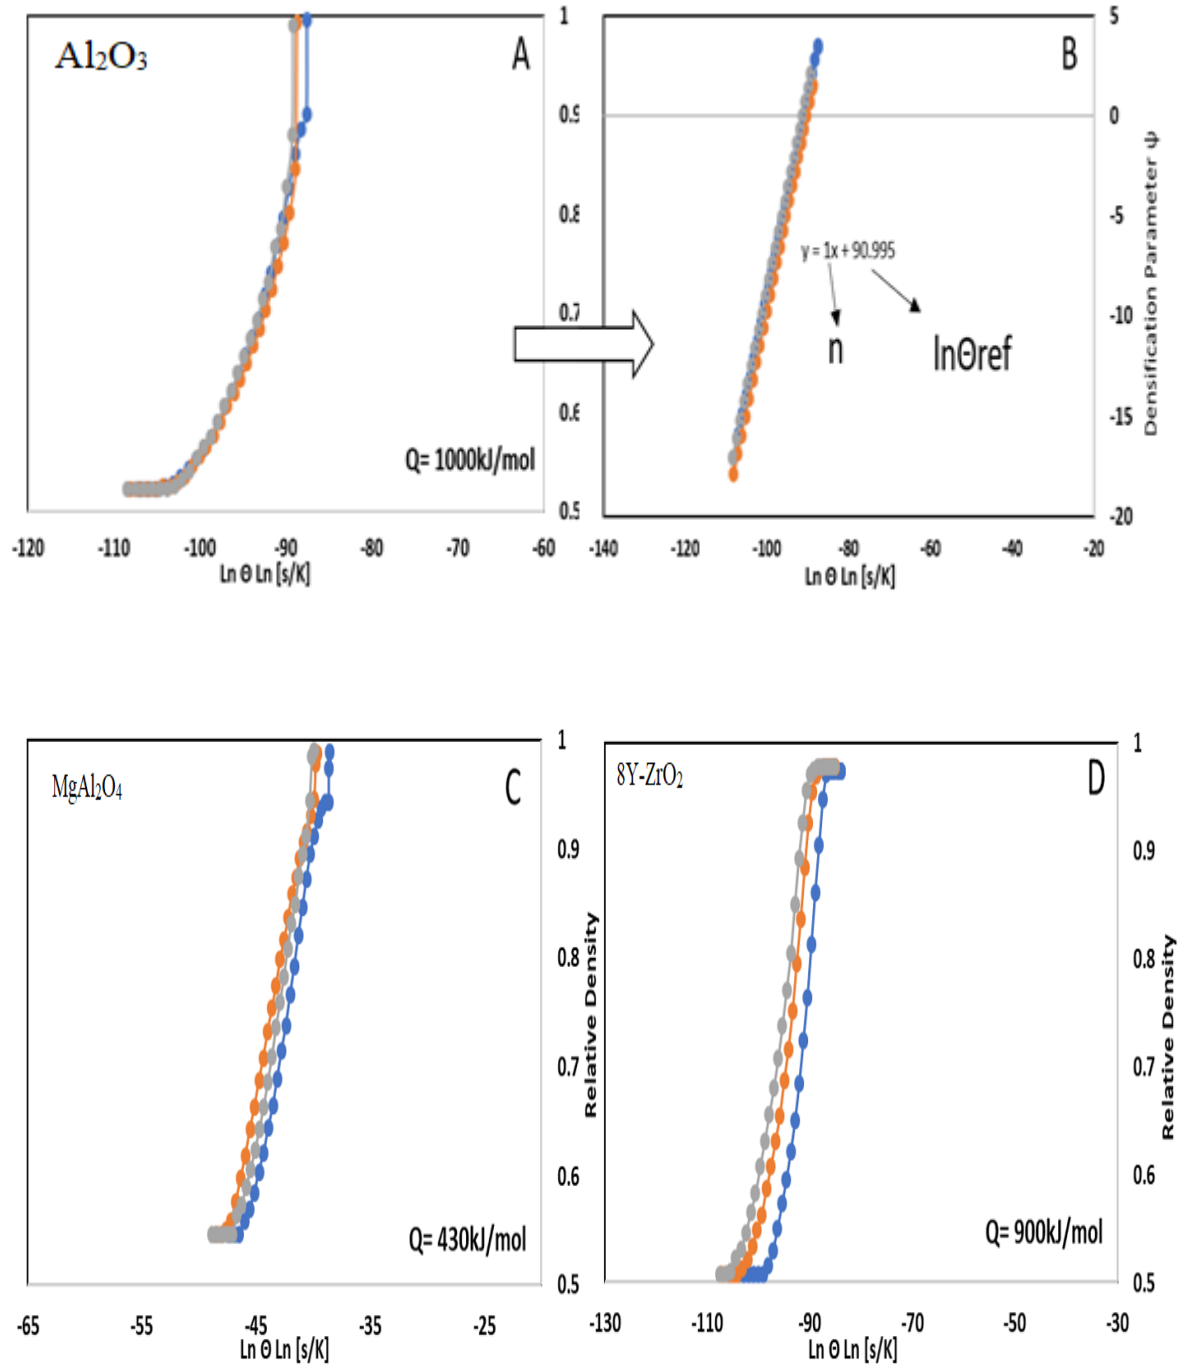 Al₂O₃
A
1
0.9
0.8
0.7
0.6
0.5
Q= 1000kJ/mol
-120 -110 -100 -90 -80 -70 -60
Ln Θ Ln [s/K]
B
5
0
-5
-10
-15
-20
y = 1x + 90.995
n
lnΘref
Densification Parameter ψ
-140 -120 -100 -80 -60 -40 -20
Ln Θ Ln [s/K]
MgAl₂O₄
C
1
0.9
0.8
0.7
0.6
0.5
Relative Density
Q= 430kJ/mol
-65 -55 -45 -35 -25
Ln Θ Ln [s/K]
8Y-ZrO₂
D
1
0.9
0.8
0.7
0.6
0.5
Relative Density
Q= 900kJ/mol
-130 -110 -90 -70 -50 -30
Ln Θ Ln [s/K]